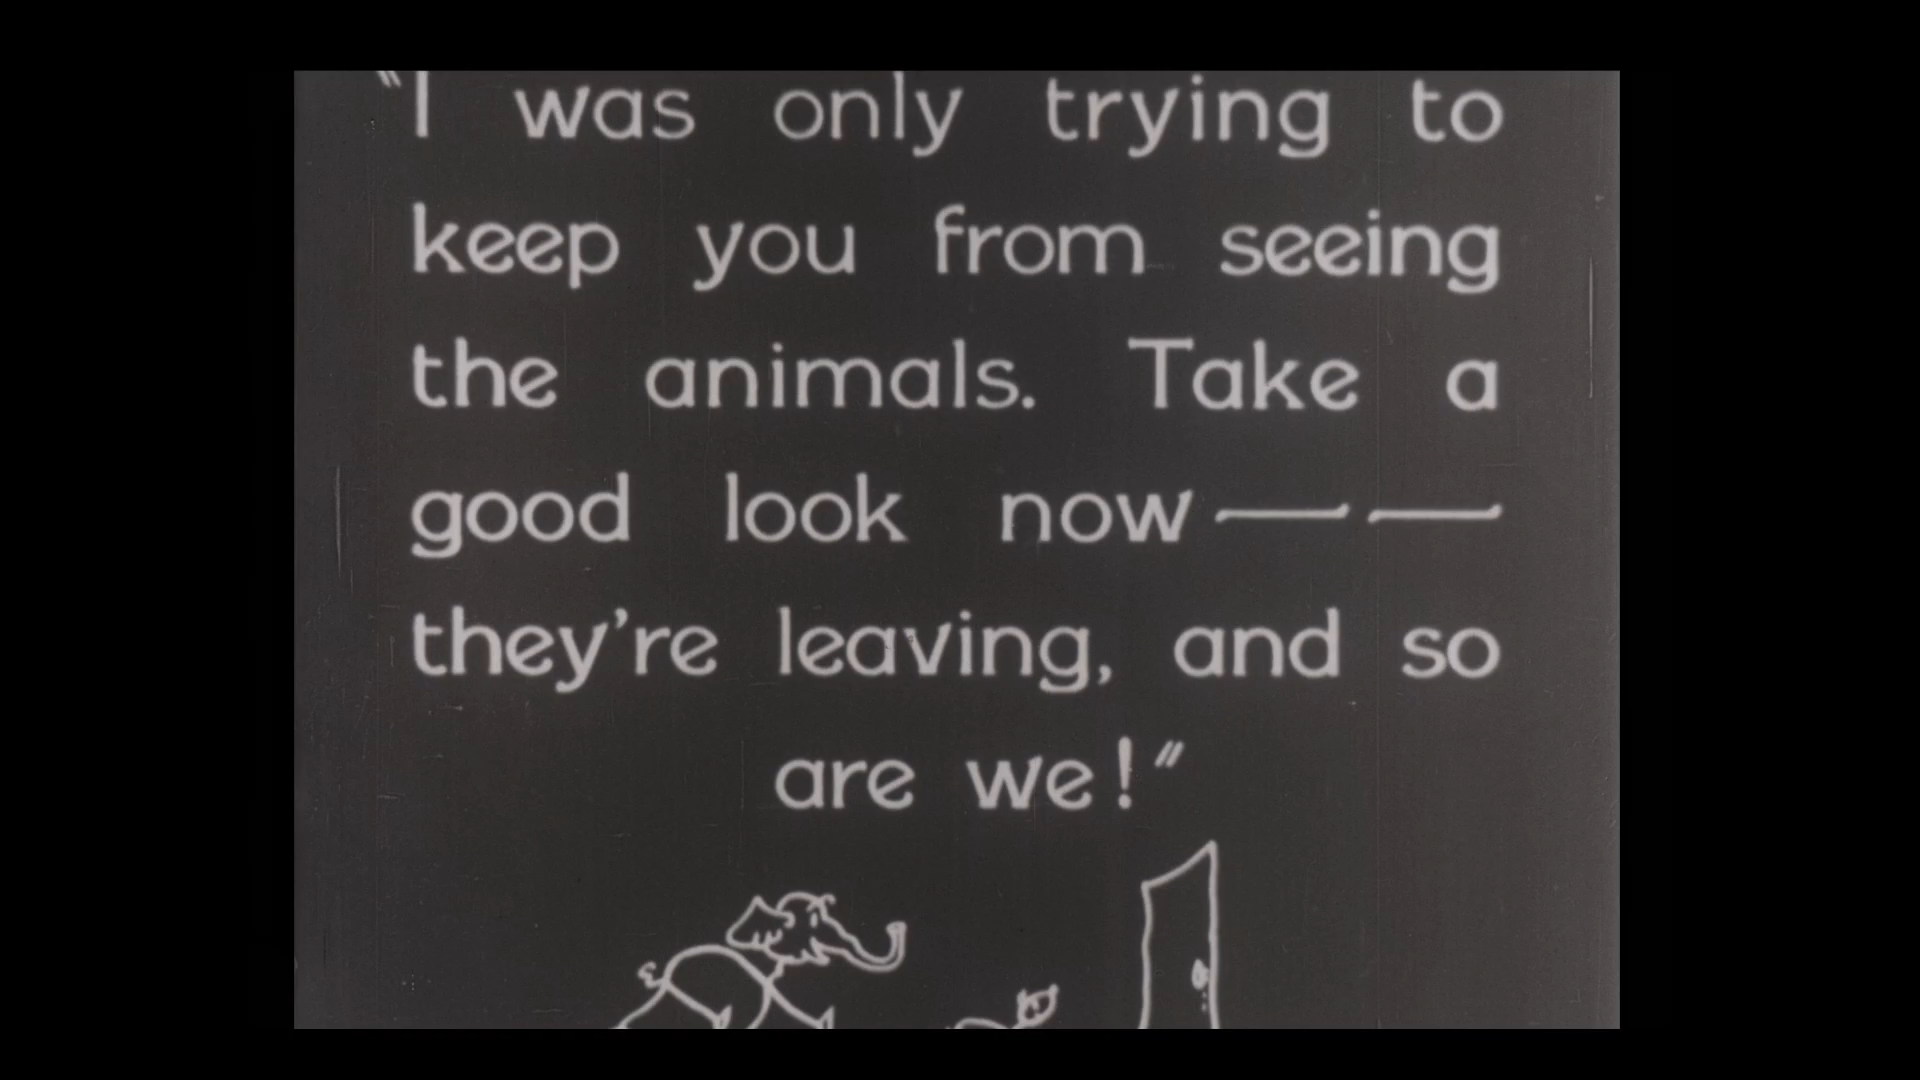 "I was only trying to
keep you from seeing
the animals. Take a
good look now — —
they're leaving, and so
are we!"